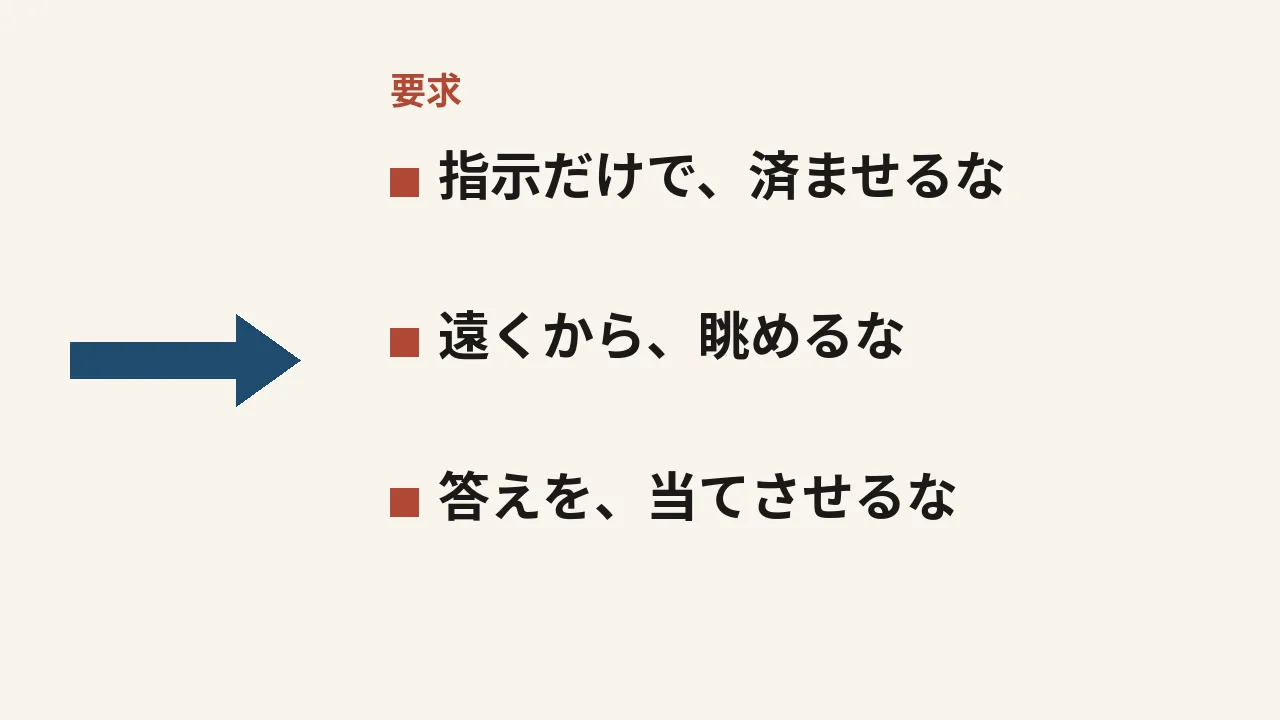 要求
指示だけで、済ませるな
遠くから、眺めるな
答えを、当てさせるな